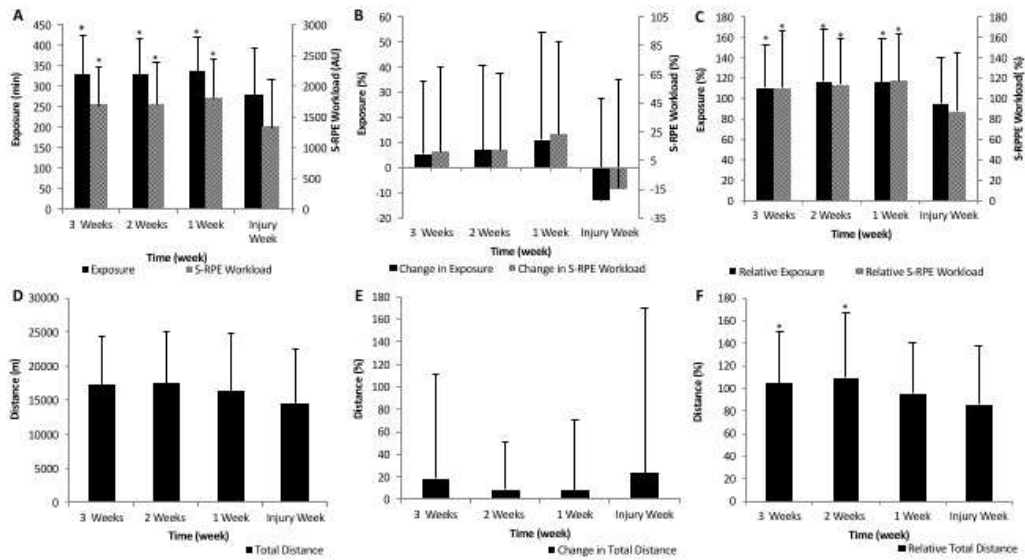 A
B
C
Exposure (min)
450
400
350
300
250
200
150
100
50
0
3000
2500
2000
1500
1000
500
0
S-RPE Workload (AU)
* * * * * *
3 Weeks
2 Weeks
1 Week
Injury
Week
Time (week)
Exposure
S-RPE Workload
Exposure (%)
60
50
40
30
20
10
0
-10
-20
105
85
65
45
25
5
-15
-35
S-RPE Workload (%)
3 Weeks
2 Weeks
1 Week
Injury Week
Time (week)
Change in Exposure
Change in S-RPE Workload
Exposure (%)
180
160
140
120
100
80
60
40
20
0
180
160
140
120
100
80
60
40
20
0
S-RPPE Workload( %)
* * * * * *
3 Weeks
2 Weeks
1 Week
Injury Week
Time (week)
Relative Exposure
Relative S-RPE Workload
D
E
F
Distance (m)
30000
25000
20000
15000
10000
5000
0
3 Weeks
2 Weeks
1 Week
Injury Week
Time (week)
Total Distance
Distance (%)
180
160
140
120
100
80
60
40
20
0
3 Weeks
2 Weeks
1 Week
Injury Week
Time (week)
Change in Total Distance
Distance (%)
180
160
140
120
100
80
60
40
20
0
* *
3 Weeks
2 Weeks
1 Week
Injury Week
Time (week)
Relative Total Distance